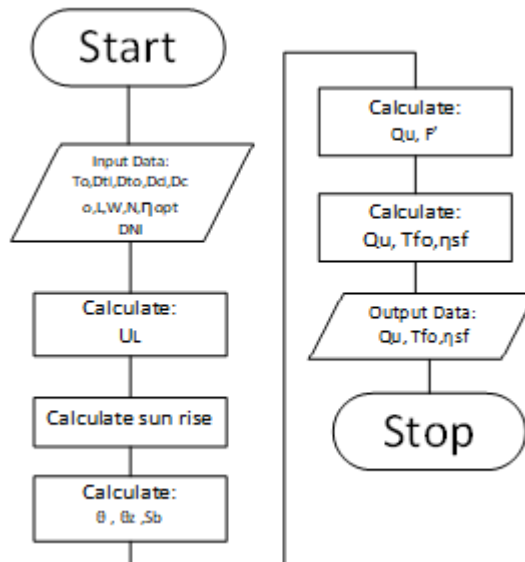 Start
Input Data:
To,Dti,Dto,Dci,Dc
o,L,W,N,ηopt
DNI
Calculate:
UL
Calculate sun rise
Calculate:
θ , θz ,Sb
Calculate:
Qu, F'
Calculate:
Qu, Tfo,ηsf
Output Data:
Qu, Tfo,ηsf
Stop